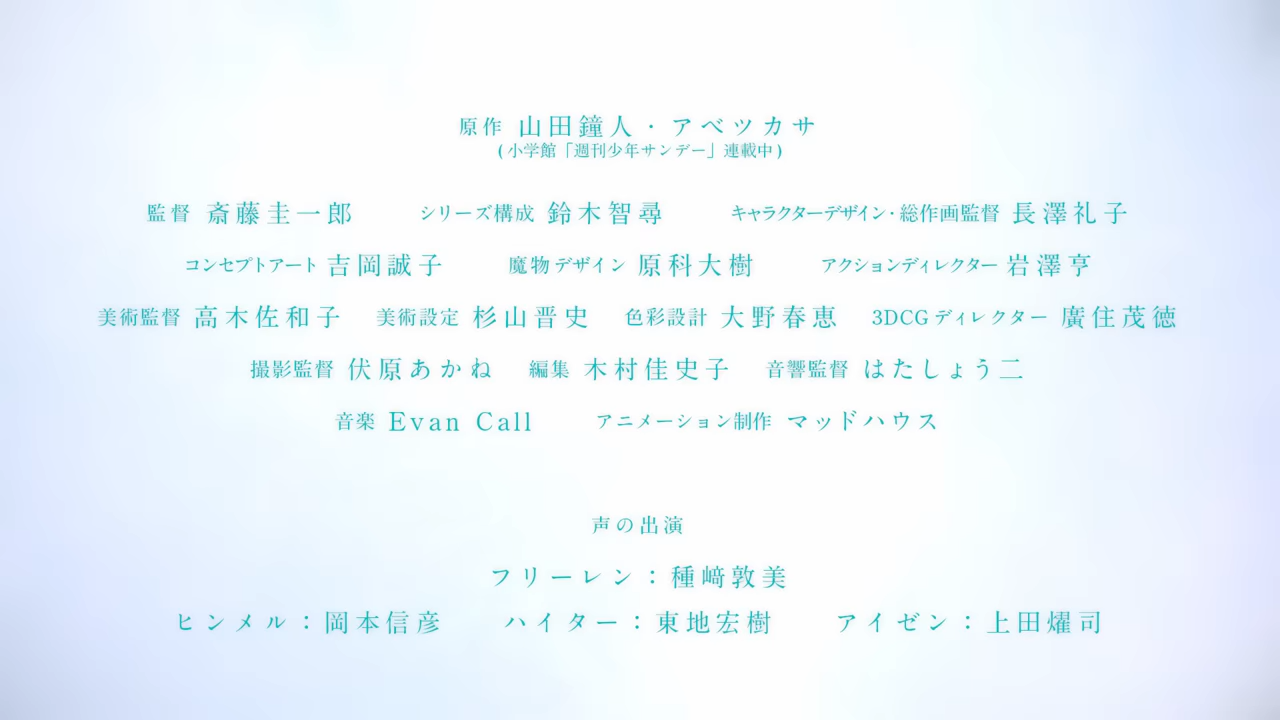 原作 山田鐘人・アベツカサ
(小学館「週刊少年サンデー」連載中)
監督 斎藤圭一郎 シリーズ構成 鈴木智尋 キャラクターデザイン・総作画監督 長澤礼子
コンセプトアート 吉岡誠子 魔物デザイン 原科大樹 アクションディレクター 岩澤亨
美術監督 高木佐和子 美術設定 杉山晋史 色彩設計 大野春恵 3DCGディレクター 廣住茂徳
撮影監督 伏原あかね 編集 木村佳史子 音響監督 はたしょう二
音楽 Evan Call アニメーション制作 マッドハウス
声の出演
フリーレン：種﨑敦美
ヒンメル：岡本信彦 ハイター：東地宏樹 アイゼン：上田燿司